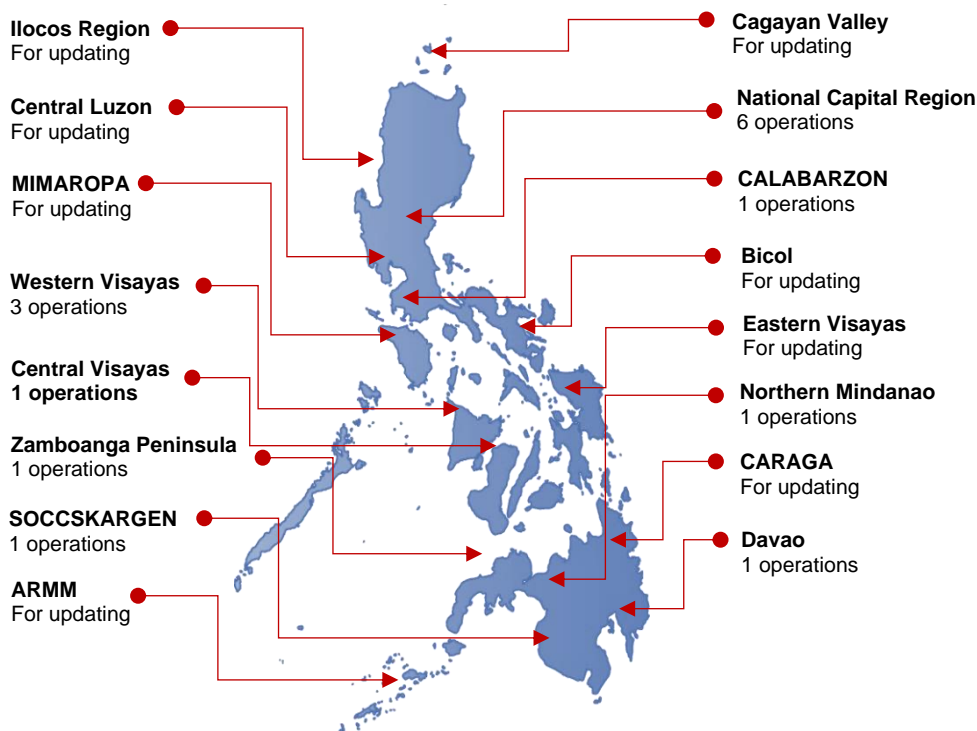 Ilocos Region
For updating
Central Luzon
For updating
MIMAROPA
For updating
Western Visayas
3 operations
Central Visayas
1 operations
Zamboanga Peninsula
1 operations
SOCCSKARGEN
1 operations
ARMM
For updating
Cagayan Valley
For updating
National Capital Region
6 operations
CALABARZON
1 operations
Bicol
For updating
Eastern Visayas
For updating
Northern Mindanao
1 operations
CARAGA
For updating
Davao
1 operations